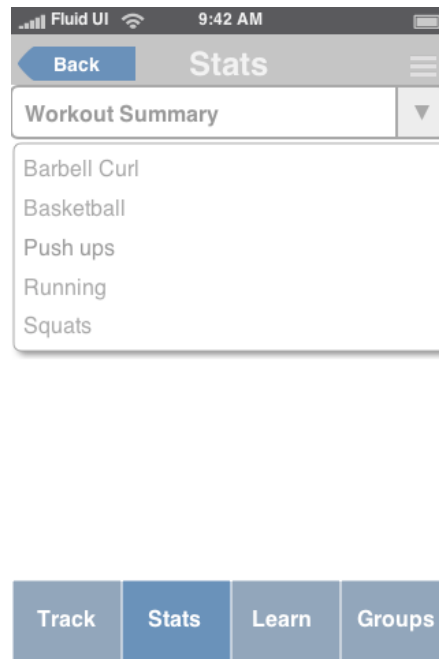 Fluid UI 9:42 AM
Back Stats
Workout Summary
Barbell Curl
Basketball
Push ups
Running
Squats
Track Stats Learn Groups